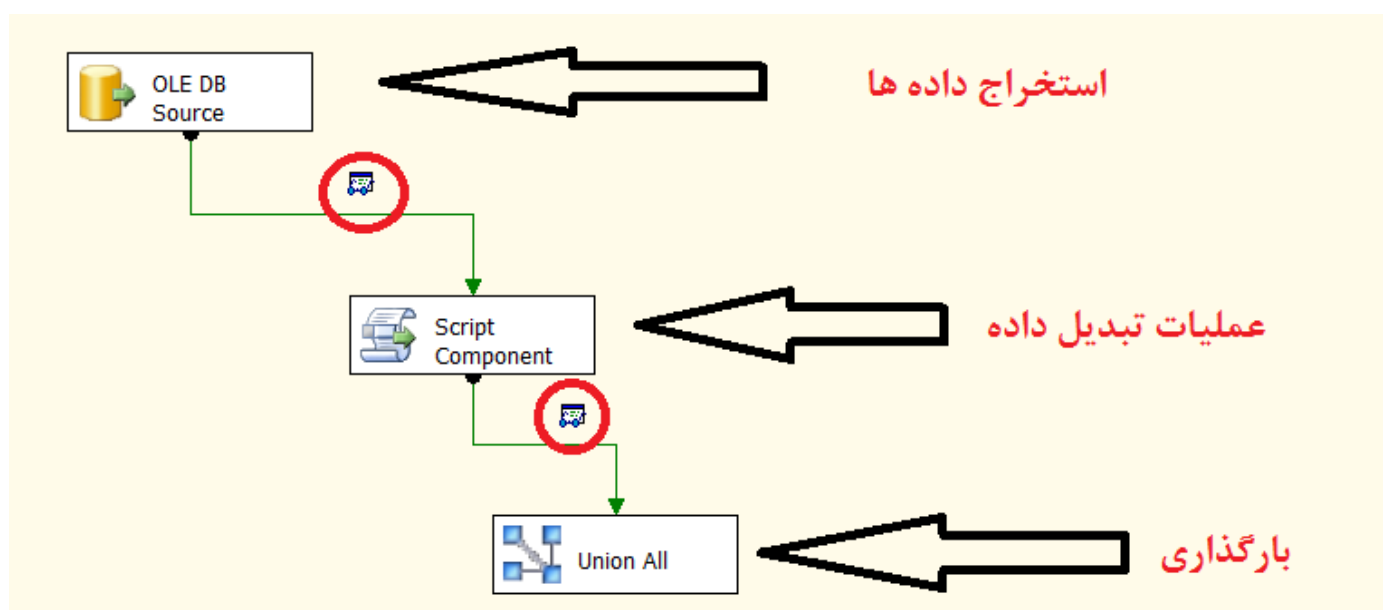 OLE DB
Source
استخراج داده ها
Script
Component
عملیات تبدیل داده
Union All
بارگذاری